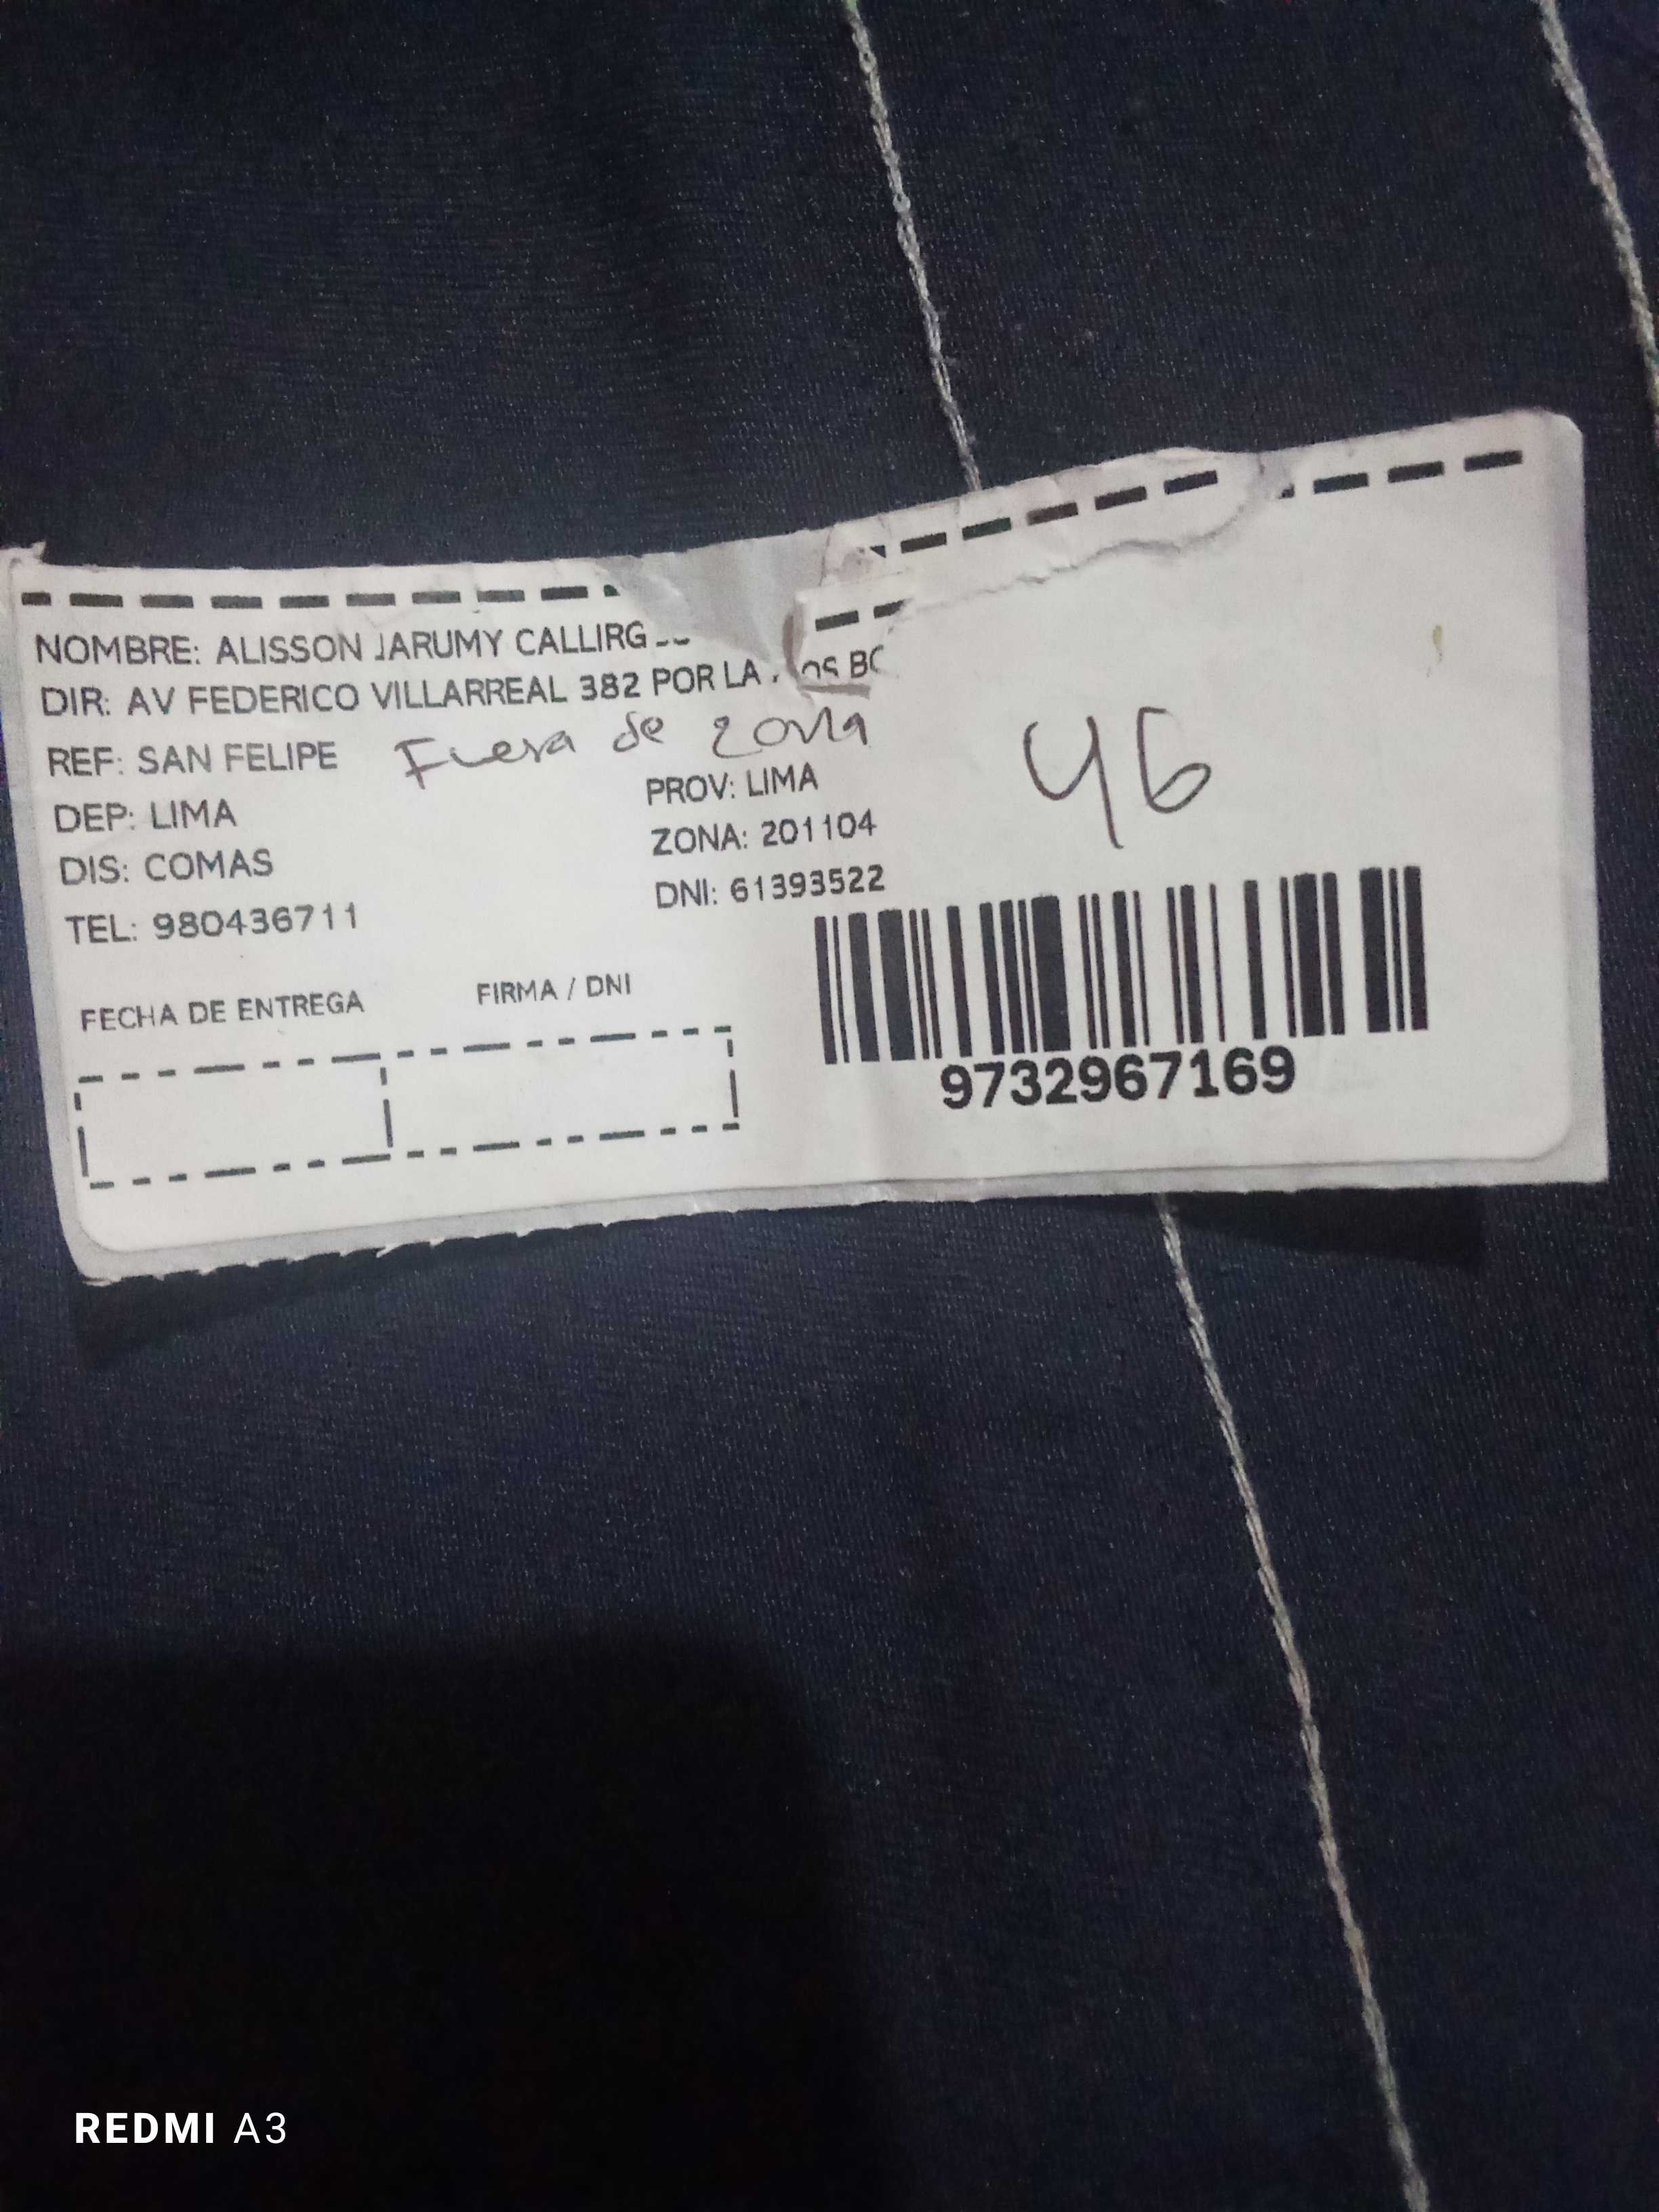 NOMBRE: ALISSON JARUMY CALLIRG
DIR: AV FEDERICO VILLARREAL 382 POR LA
REF: SAN FELIPE Fuera de zona
DEP: LIMA PROV: LIMA
DIS: COMAS ZONA: 201104
TEL: 980436711 DNI: 61393522
46
FECHA DE ENTREGA FIRMA / DNI
9732967169
REDMI A3